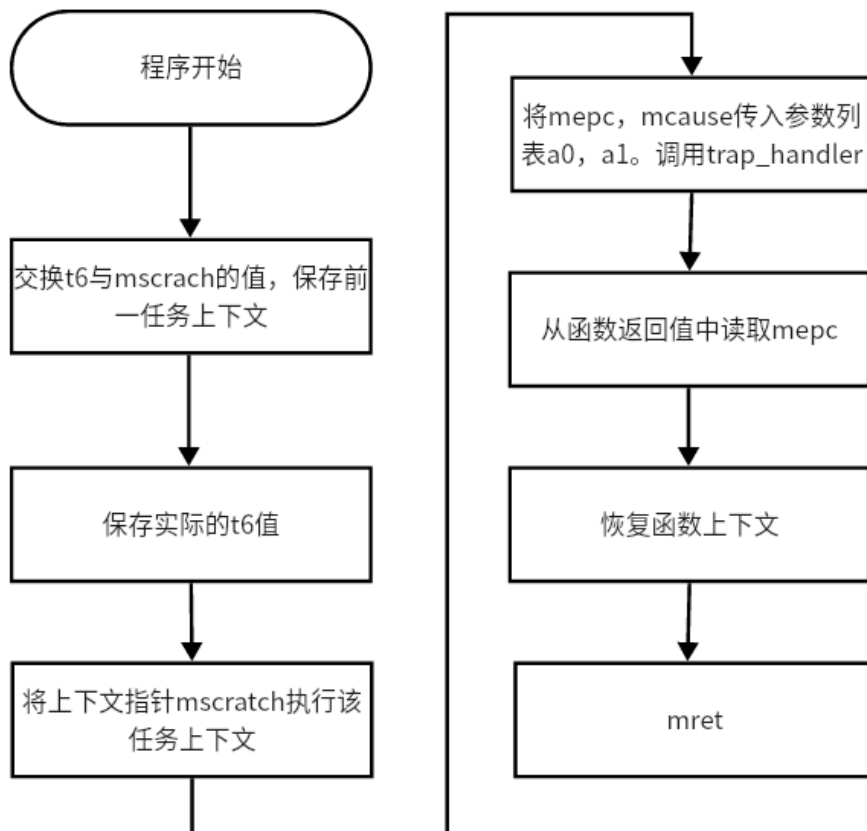 程序开始
交换t6与mscrach的值，保存前
一任务上下文
保存实际的t6值
将上下文指针mscratch执行该
任务上下文
将mepc，mcause传入参数列
表a0，a1。调用trap_handler
从函数返回值中读取mepc
恢复函数上下文
mret